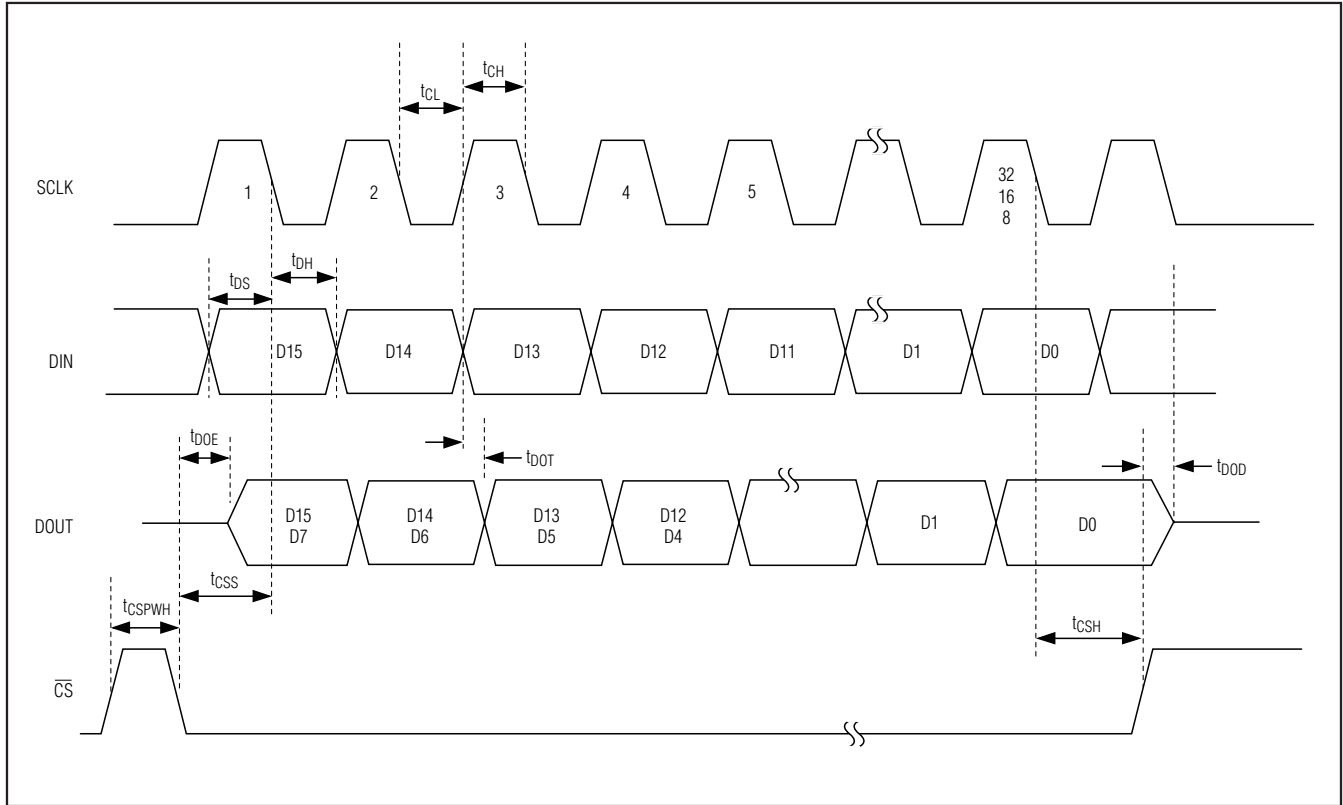 tCH
tCL
SCLK
1 2 3 4 5 32
16
8
tDH
tDS
DIN
D15 D14 D13 D12 D11 D1 D0
tDOE
tDOT
tDOD
DOUT
D15 D14 D13 D12 D1 D0
D7 D6 D5 D4
tCSS
tCSPWH
tCSH
CS